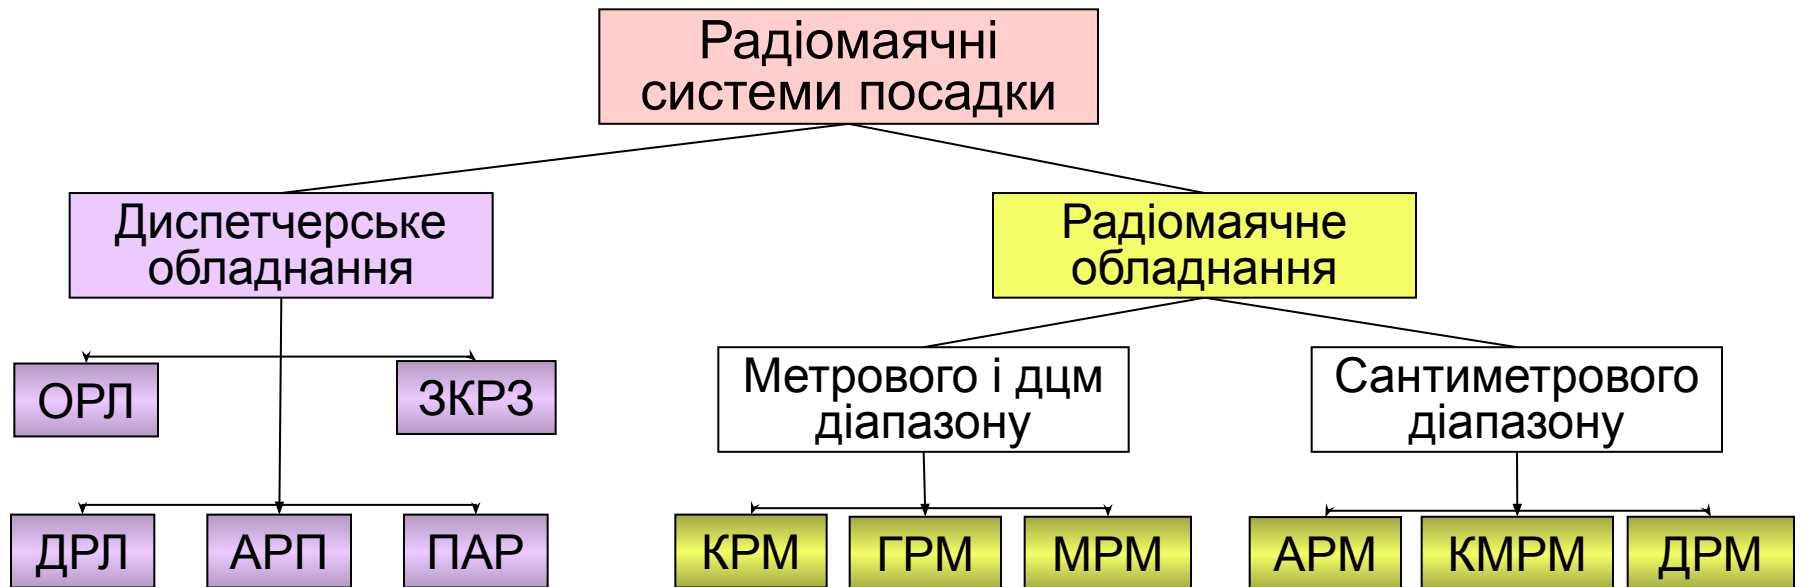 Радіомаячні
системи посадки
Диспетчерське
обладнання
Радіомаячне
обладнання
ОРЛ
ЗКРЗ
Метрового і дцм
діапазону
Сантиметрового
діапазону
ДРЛ
АРП
ПАР
КРМ
ГРМ
МРМ
АРМ
КМРМ
ДРМ